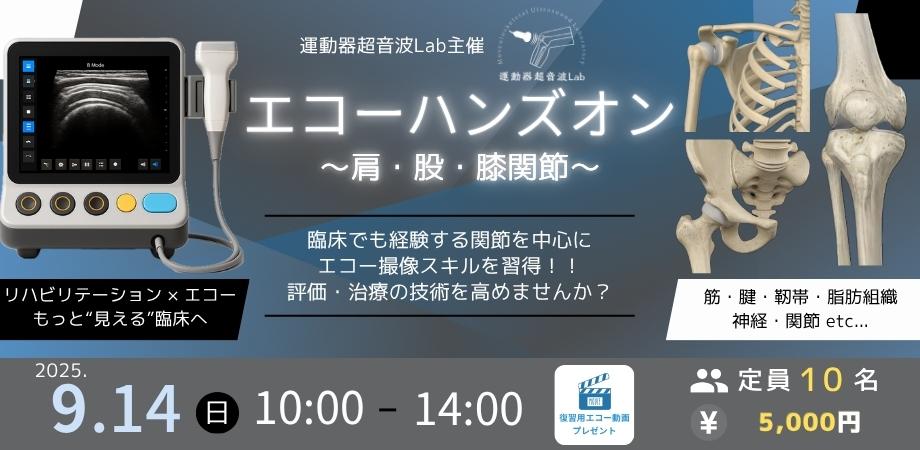 運動器超音波Lab主催
Musculoskeletal Ultrasound Laboratory
運動器超音波Lab
エコーハンズオン
～肩・股・膝関節～
B Mode
臨床でも経験する関節を中心に
エコー撮像スキルを習得！！
評価・治療の技術を高めませんか？
リハビリテーション × エコー
もっと“見える”臨床へ
筋・腱・靭帯・脂肪組織
神経・関節 etc...
2025.
9.14 日 10:00 – 14:00
MOVIE
復習用エコー動画
プレゼント
定員 10 名
¥ 5,000円